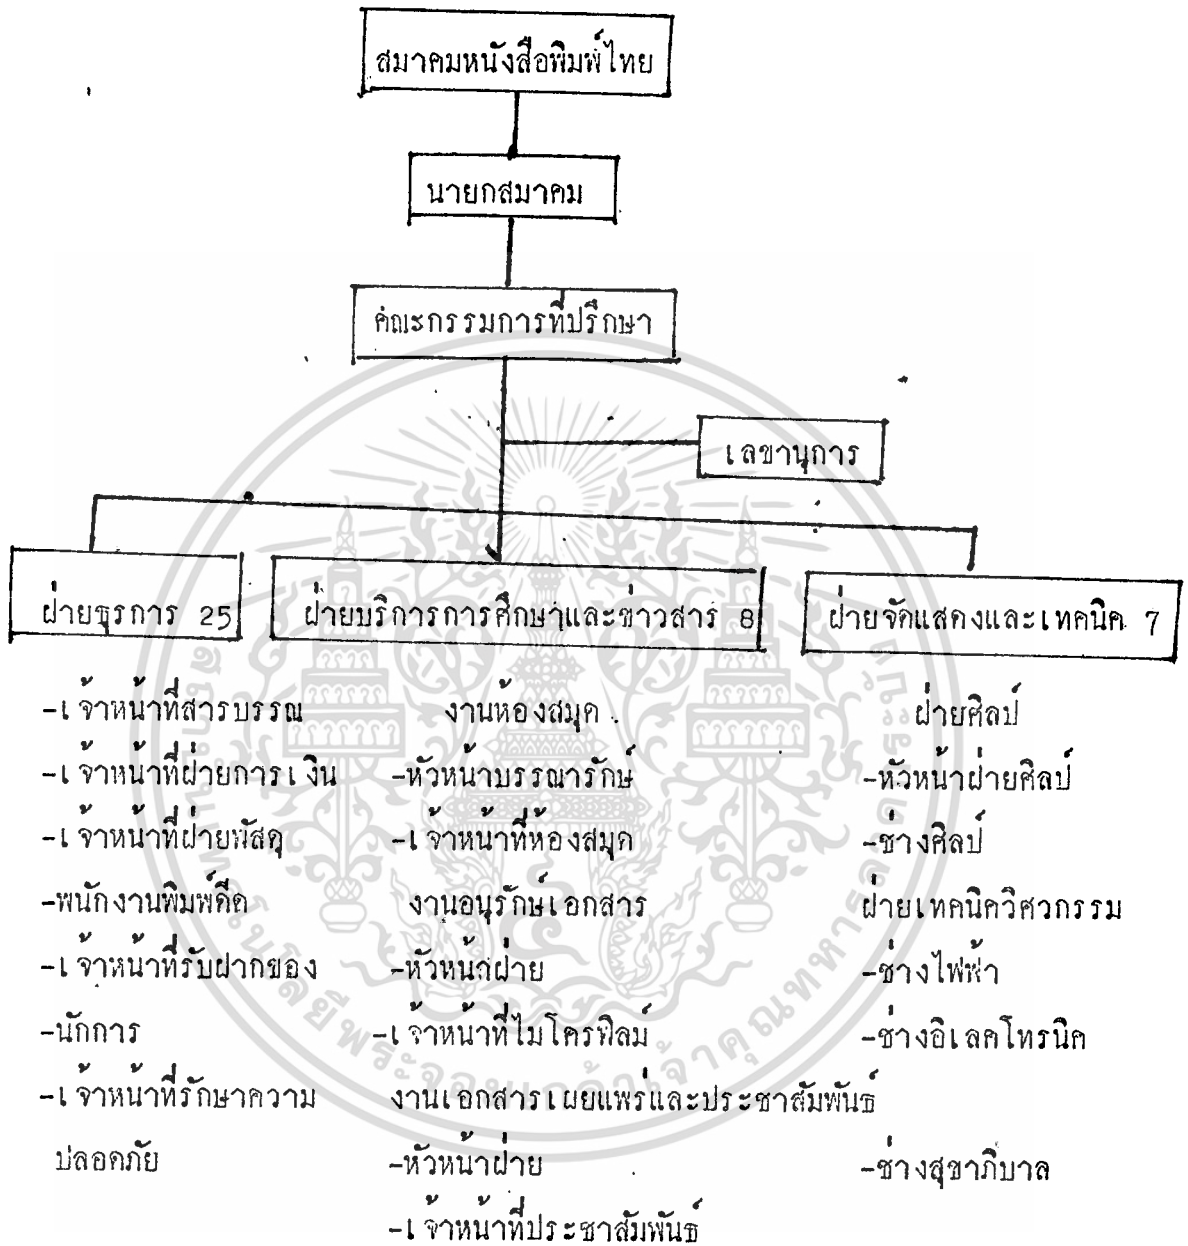 สมาคมหนังสือพิมพ์ไทย
นายกสมาคม
คณะกรรมการที่ปรึกษา
เลขานุการ
ฝ่ายธุรการ 25
ฝ่ายบริการการศึกษาและข่าวสาร 8
ฝ่ายจัดแสดงและเทคนิค 7
-เจ้าหน้าที่สารบรรณ
-เจ้าหน้าที่ฝ่ายการเงิน
-เจ้าหน้าที่ฝ่ายพัสดุ
-พนักงานพิมพ์ดีด
-เจ้าหน้าที่รับฝากของ
-นักการ
-เจ้าหน้าที่รักษาความ
ปลอดภัย
งานห้องสมุด
-หัวหน้าบรรณารักษ์
-เจ้าหน้าที่ห้องสมุด
งานอนุรักษ์เอกสาร
-หัวหน้าฝ่าย
-เจ้าหน้าที่ไมโครฟิลม์
งานเอกสารเผยแพร่และประชาสัมพันธ์
-หัวหน้าฝ่าย
-เจ้าหน้าที่ประชาสัมพันธ์
ฝ่ายศิลป์
-หัวหน้าฝ่ายศิลป์
-ช่างศิลป์
ฝ่ายเทคนิควิศวกรรม
-ช่างไฟฟ้า
-ช่างอิเลคโทรนิค
-ช่างสุขาภิบาล